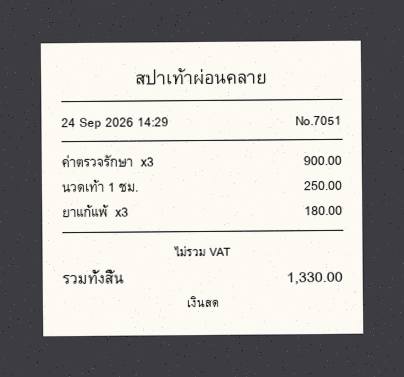 สปาเท้าผ่อนคลาย
24 Sep 2026 14:29 No.7051
ค่าตรวจรักษา x3 900.00
นวดเท้า 1 ชม. 250.00
ยาแก้แพ้ x3 180.00
ไม่รวม VAT
รวมทั้งสิ้น 1,330.00
เงินสด